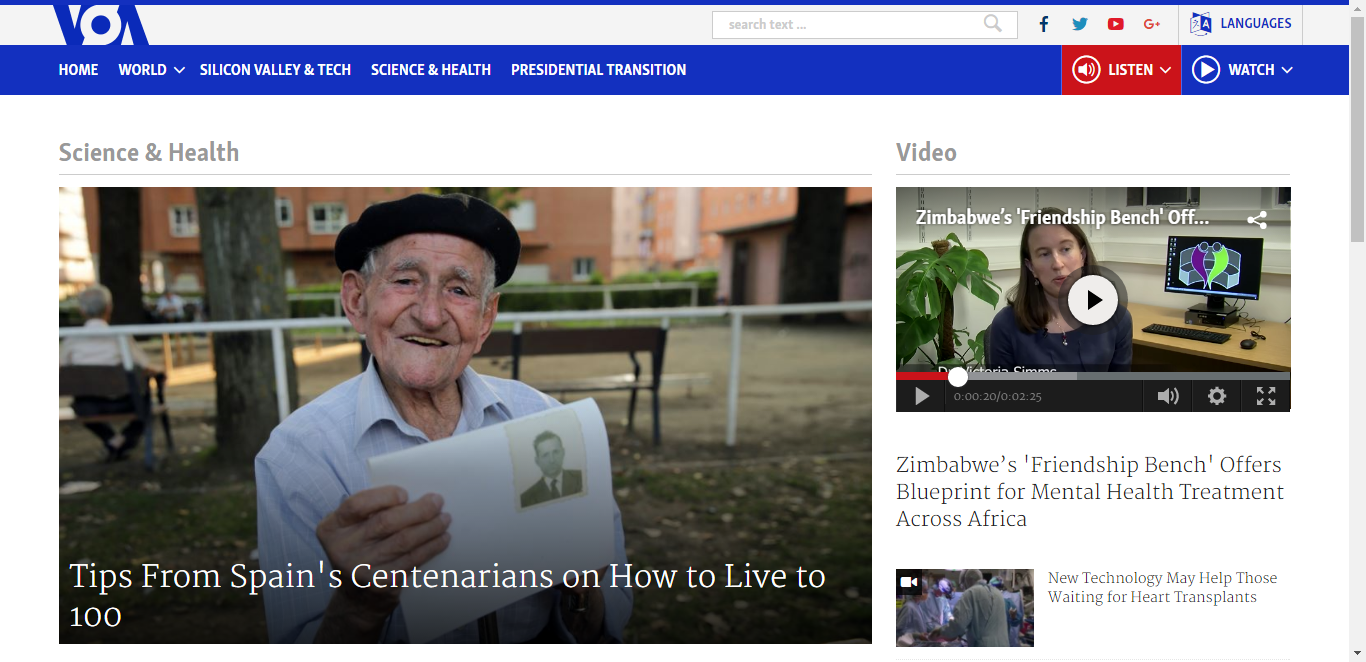 VOA
search text ...
G+
LANGUAGES
HOME
WORLD
SILICON VALLEY & TECH
SCIENCE & HEALTH
PRESIDENTIAL TRANSITION
LISTEN
WATCH
Science & Health
Tips From Spain's Centenarians on How to Live to
100
Video
Zimbabwe’s 'Friendship Bench' Off...
Dr Victoria Simms
0:00:20/0:02:25
Zimbabwe’s 'Friendship Bench' Offers
Blueprint for Mental Health Treatment
Across Africa
New Technology May Help Those
Waiting for Heart Transplants